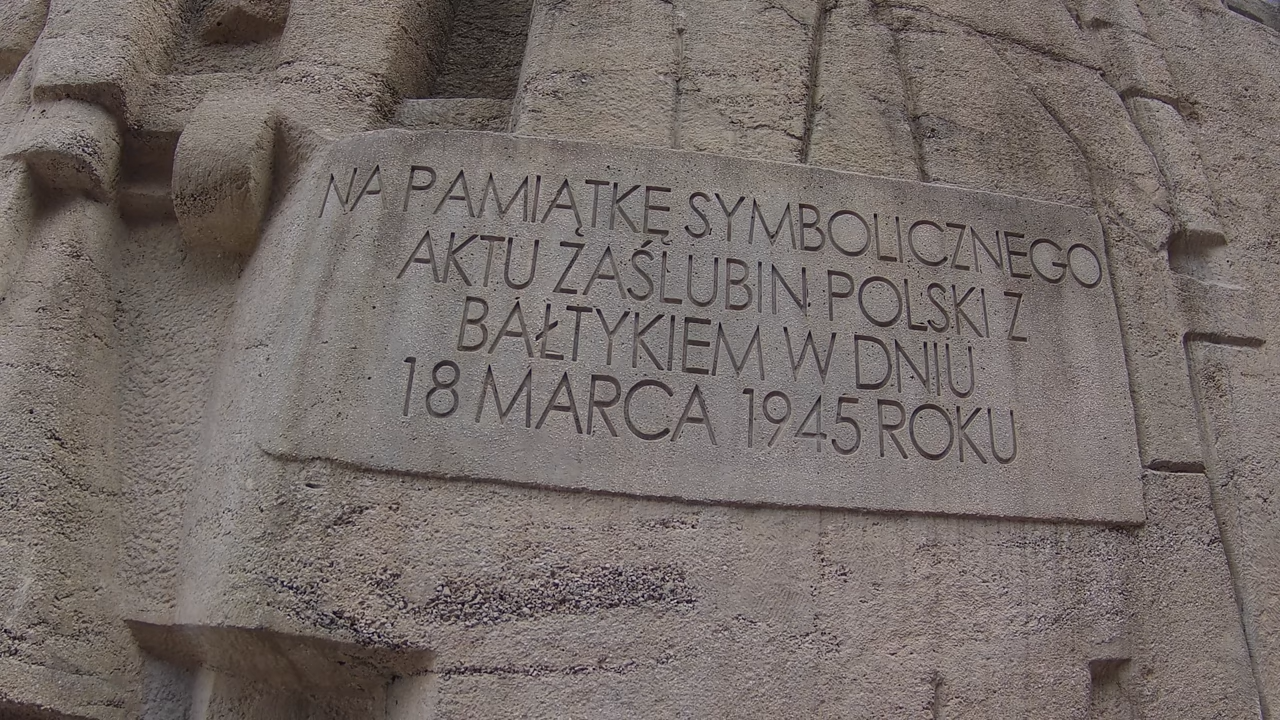 NA PAMIĄTKĘ SYMBOLICZNEGO
AKTU ZAŚLUBIN POLSKI Z
BAŁTYKIEM W DNIU
18 MARCA 1945 ROKU